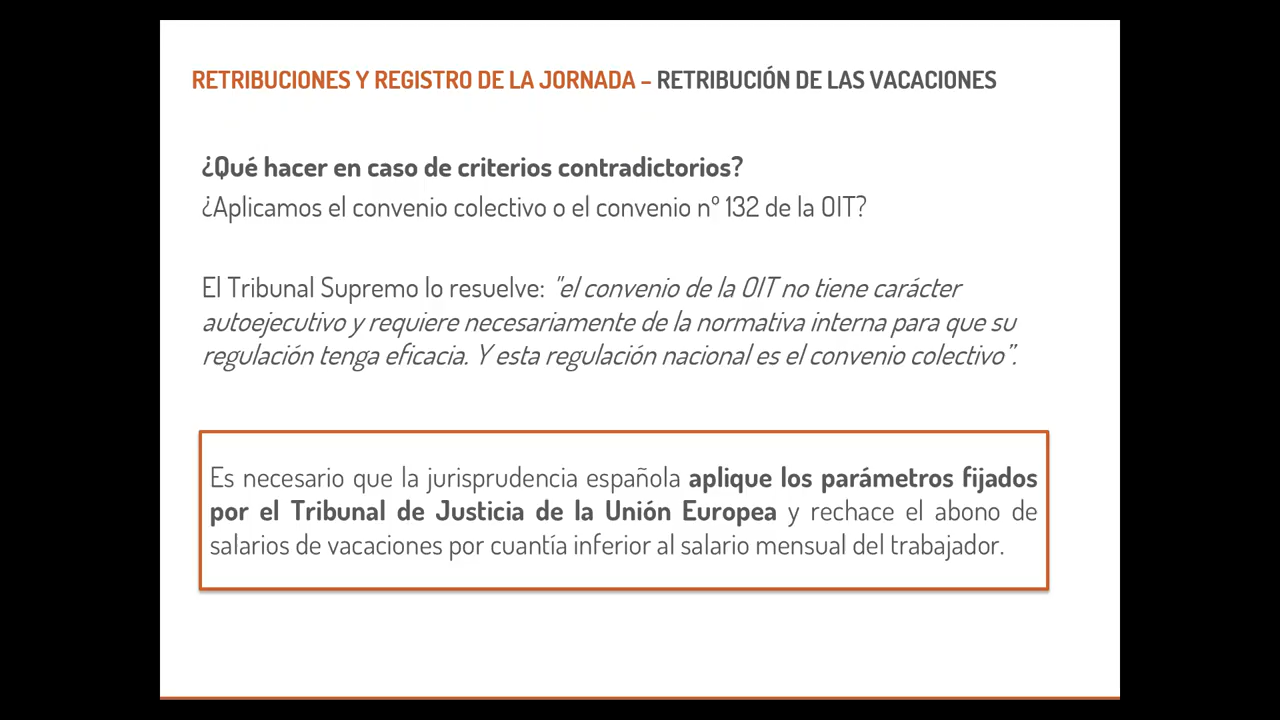 RETRIBUCIONES Y REGISTRO DE LA JORNADA – RETRIBUCIÓN DE LAS VACACIONES
¿Qué hacer en caso de criterios contradictorios?
¿Aplicamos el convenio colectivo o el convenio nº 132 de la OIT?
El Tribunal Supremo lo resuelve: "el convenio de la OIT no tiene carácter
autoejecutivo y requiere necesariamente de la normativa interna para que su
regulación tenga eficacia. Y esta regulación nacional es el convenio colectivo”.
Es necesario que la jurisprudencia española aplique los parámetros fijados
por el Tribunal de Justicia de la Unión Europea y rechace el abono de
salarios de vacaciones por cuantía inferior al salario mensual del trabajador.